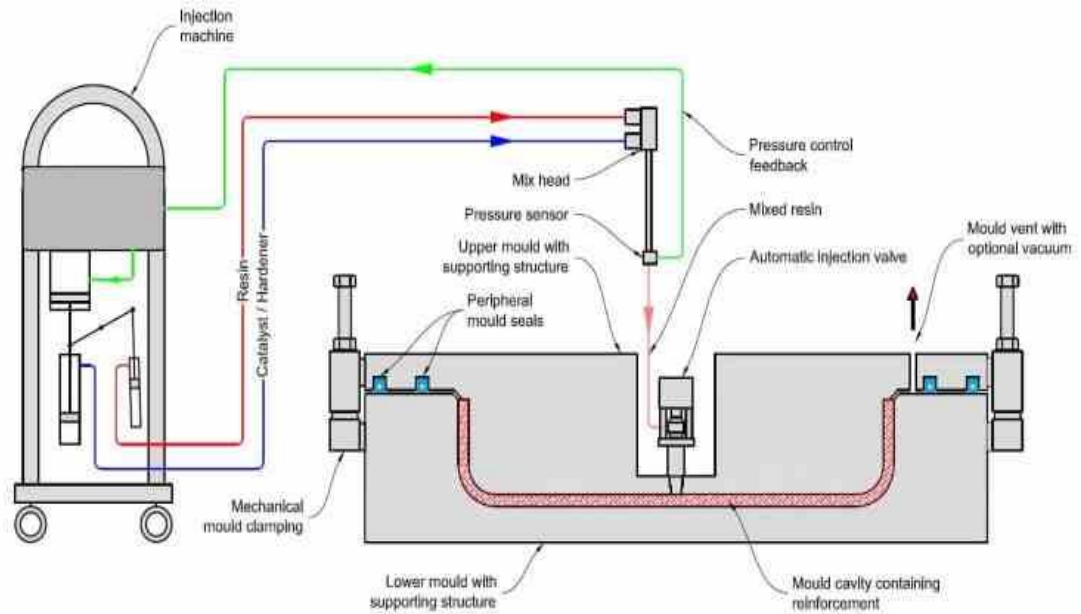 Injection
machine
Resin
Catalyst / Hardener
Mix head
Pressure control
feedback
Pressure sensor
Mixed resin
Upper mould with
supporting structure
Automatic injection valve
Mould vent with
optional vacuum
Peripheral
mould seals
Mechanical
mould clamping
Lower mould with
supporting structure
Mould cavity containing
reinforcement